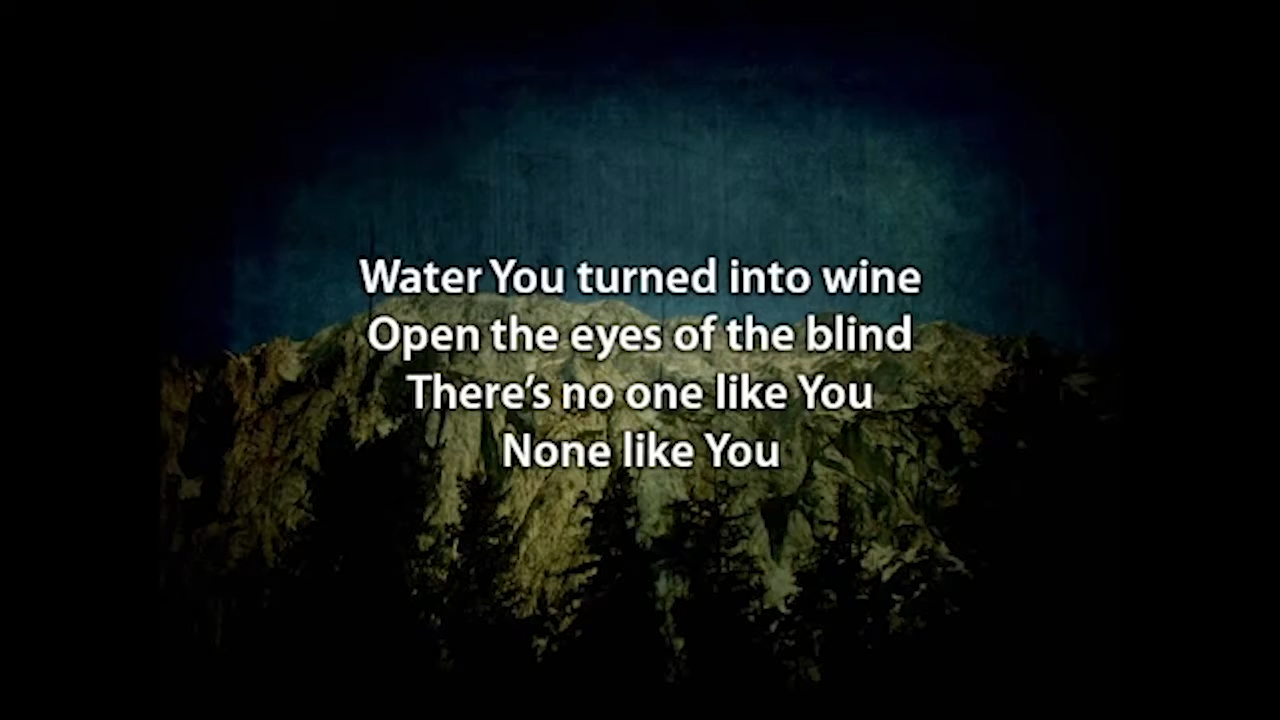 Water You turned into wine
Open the eyes of the blind
There’s no one like You
None like You